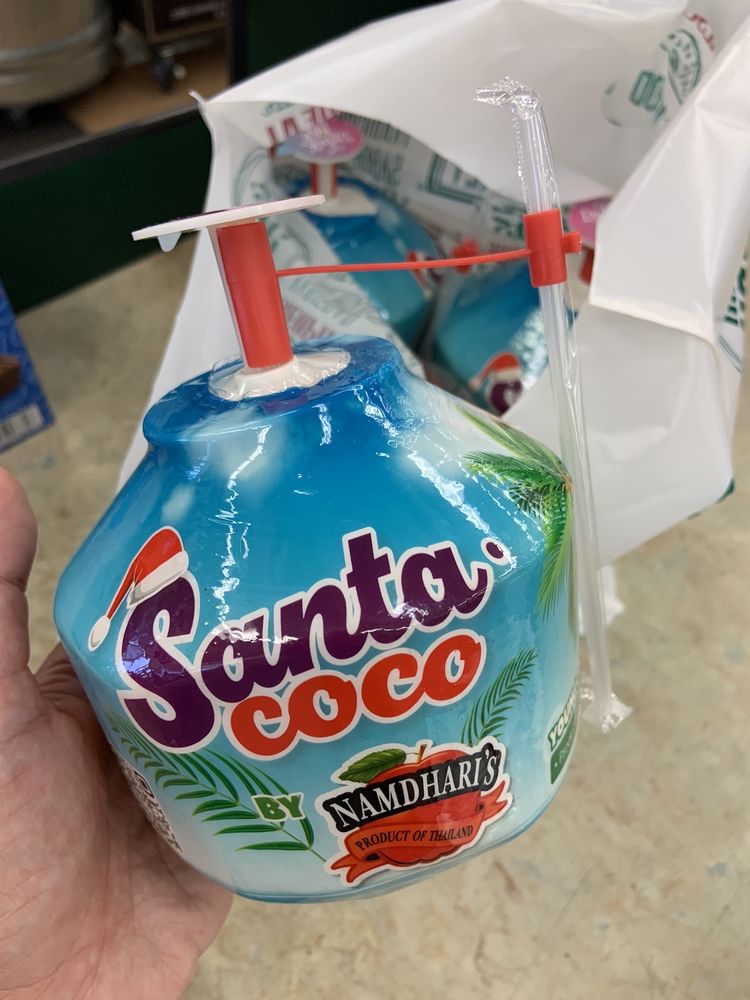 Santa
coco
BY
NAMDHARI'S
PRODUCT OF THAILAND